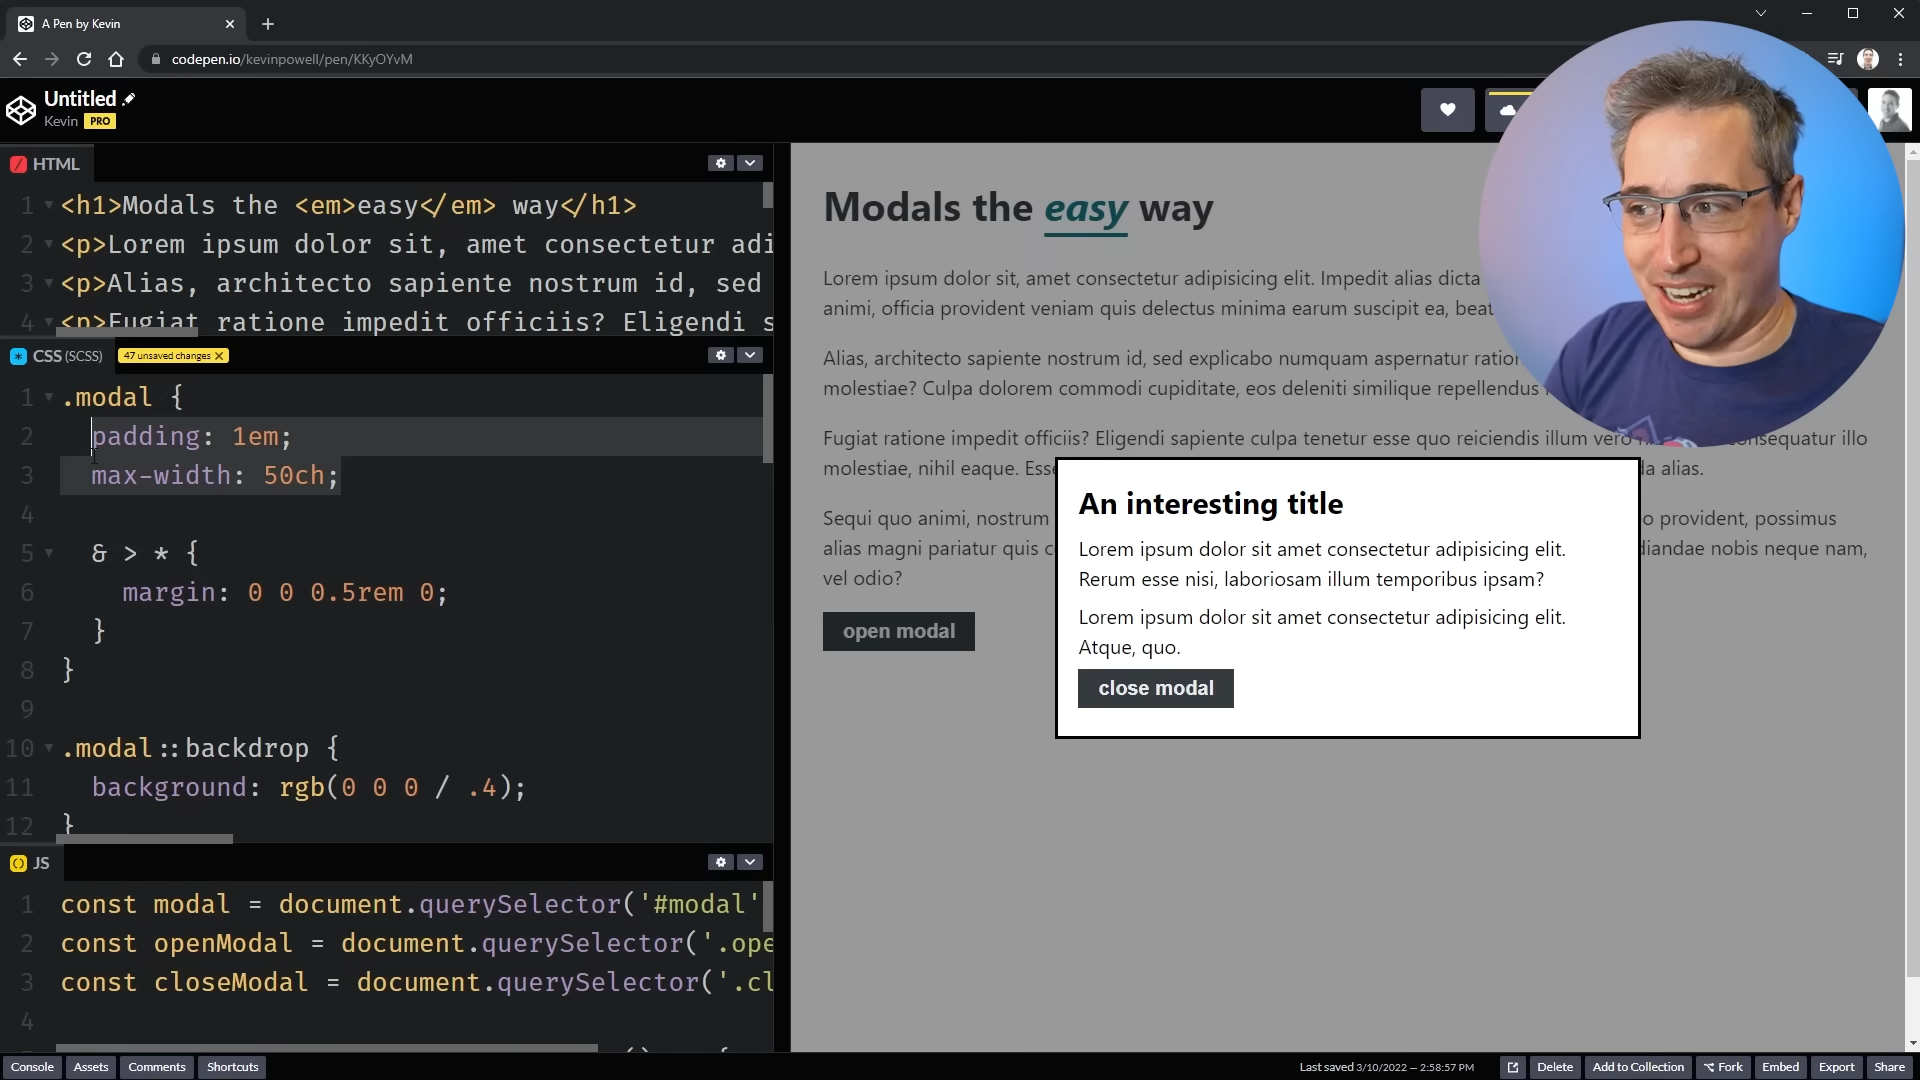 A Pen by Kevin
codepen.io/kevinpowell/pen/KKyOYvM
Untitled
Kevin PRO
HTML
1 <h1>Modals the <em>easy</em> way</h1>
2 <p>Lorem ipsum dolor sit, amet consectetur adi
3 <p>Alias, architecto sapiente nostrum id, sed
4 <p>Fugiat ratione impedit officiis? Eligendi s
CSS (SCSS) 47 unsaved changes
1 .modal {
2 padding: 1em;
3 max-width: 50ch;
4
5 & > * {
6 margin: 0 0 0.5rem 0;
7 }
8 }
9
10 .modal::backdrop {
11 background: rgb(0 0 0 / .4);
12 }
JS
1 const modal = document.querySelector('#modal'
2 const openModal = document.querySelector('.ope
3 const closeModal = document.querySelector('.cl
4
Modals the easy way
Lorem ipsum dolor sit, amet consectetur adipisicing elit. Impedit alias dicta
animi, officia provident veniam quis delectus minima earum suscipit ea, beat
Alias, architecto sapiente nostrum id, sed explicabo numquam aspernatur ration
molestiae? Culpa dolorem commodi cupiditate, eos deleniti similique repellendus
Fugiat ratione impedit officiis? Eligendi sapiente culpa tenetur esse quo reiciendis illum vero consequatur illo
molestiae, nihil eaque. Esse alias.
Sequi quo animi, nostrum provident, possimus
alias magni pariatur quis nobis neque nam,
vel odio?
open modal
An interesting title
Lorem ipsum dolor sit amet consectetur adipisicing elit.
Rerum esse nisi, laboriosam illum temporibus ipsam?
Lorem ipsum dolor sit amet consectetur adipisicing elit.
Atque, quo.
close modal
Console Assets Comments Shortcuts Last saved 3/10/2022 — 2:58:57 PM Delete Add to Collection Fork Embed Export Share